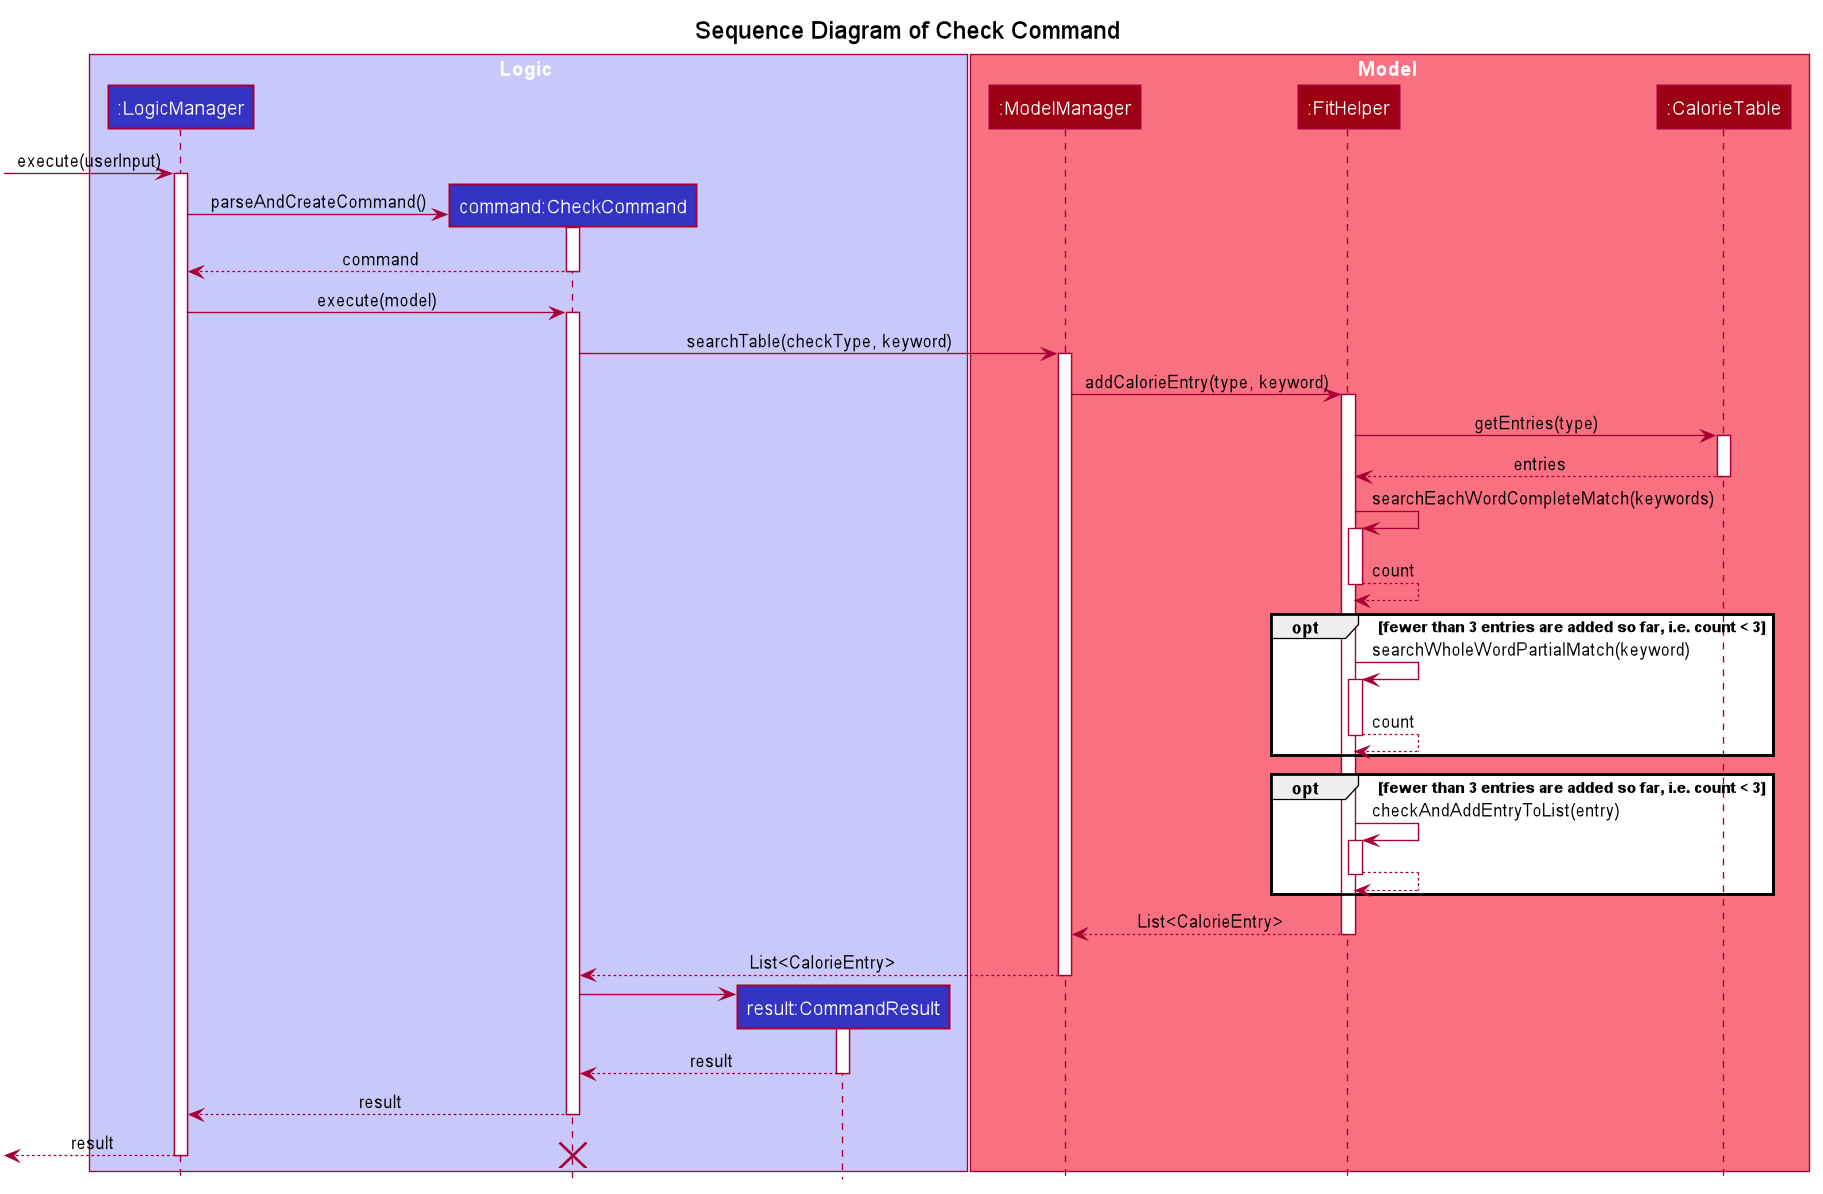 Sequence Diagram of Check Command
Logic
Model
:LogicManager
:ModelManager
:FitHelper
:CalorieTable
execute(userInput)
parseAndCreateCommand()
command:CheckCommand
command
execute(model)
searchTable(checkType, keyword)
addCalorieEntry(type, keyword)
getEntries(type)
entries
searchEachWordCompleteMatch(keywords)
count
opt
[fewer than 3 entries are added so far, i.e. count < 3]
searchWholeWordPartialMatch(keyword)
count
opt
[fewer than 3 entries are added so far, i.e. count < 3]
checkAndAddEntryToList(entry)
List<CalorieEntry>
List<CalorieEntry>
result:CommandResult
result
result
result